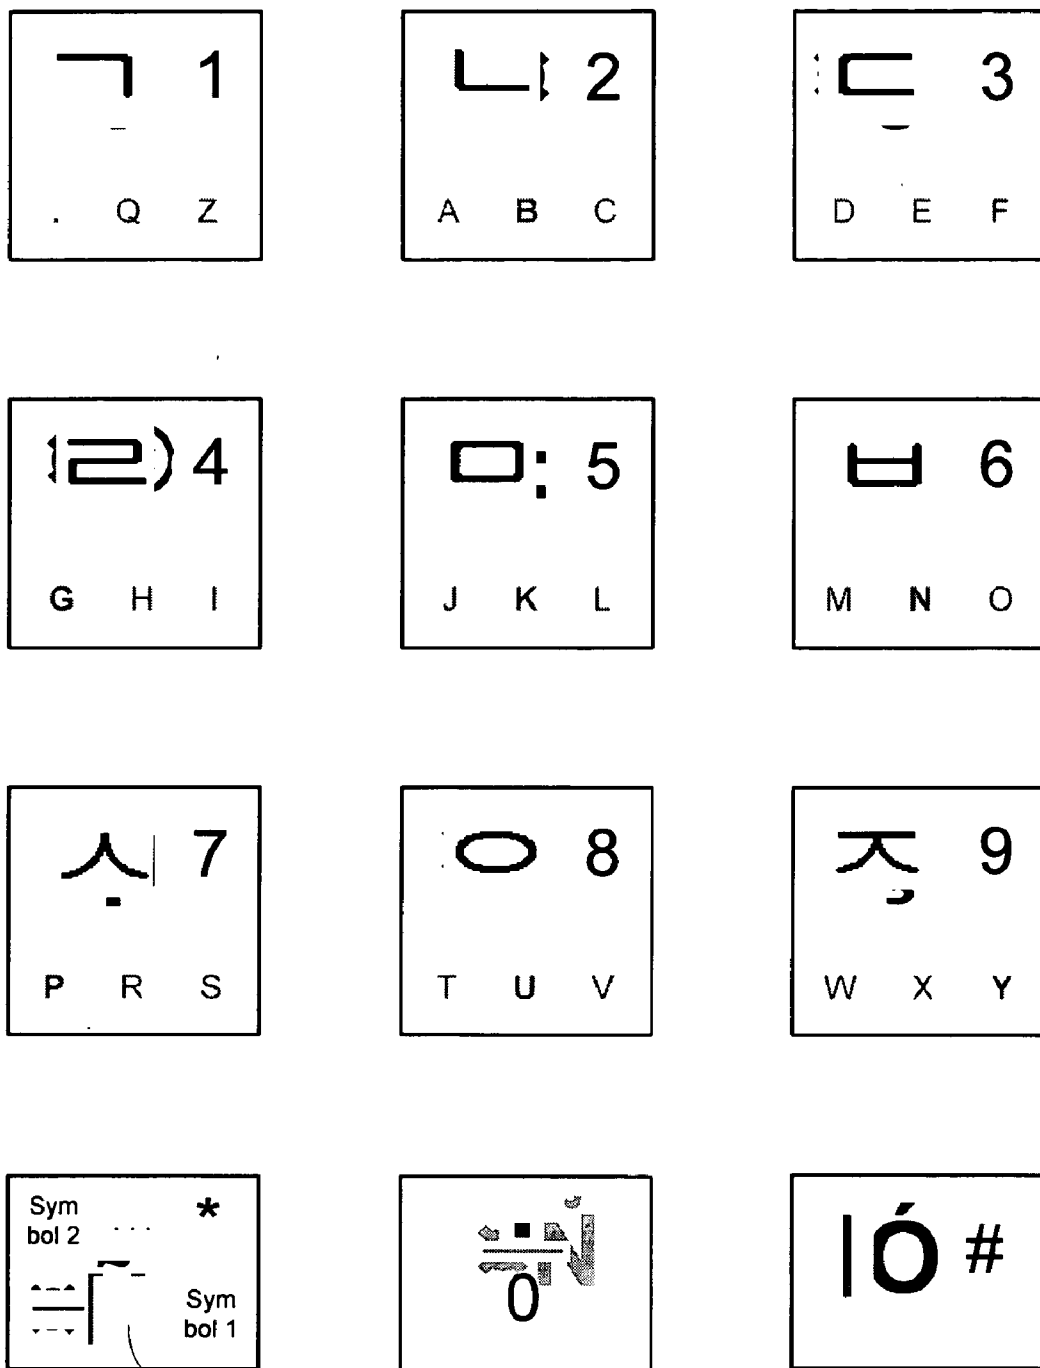 ㄱ 1
. Q Z
ㄴ 2
A B C
ㄷ 3
D E F
ㄹ 4
G H I
ㅁ 5
J K L
ㅂ 6
M N O
ㅅ 7
P R S
ㅇ 8
T U V
ㅈ 9
W X Y
Sym
bol 2
*
Sym
bol 1
0
#